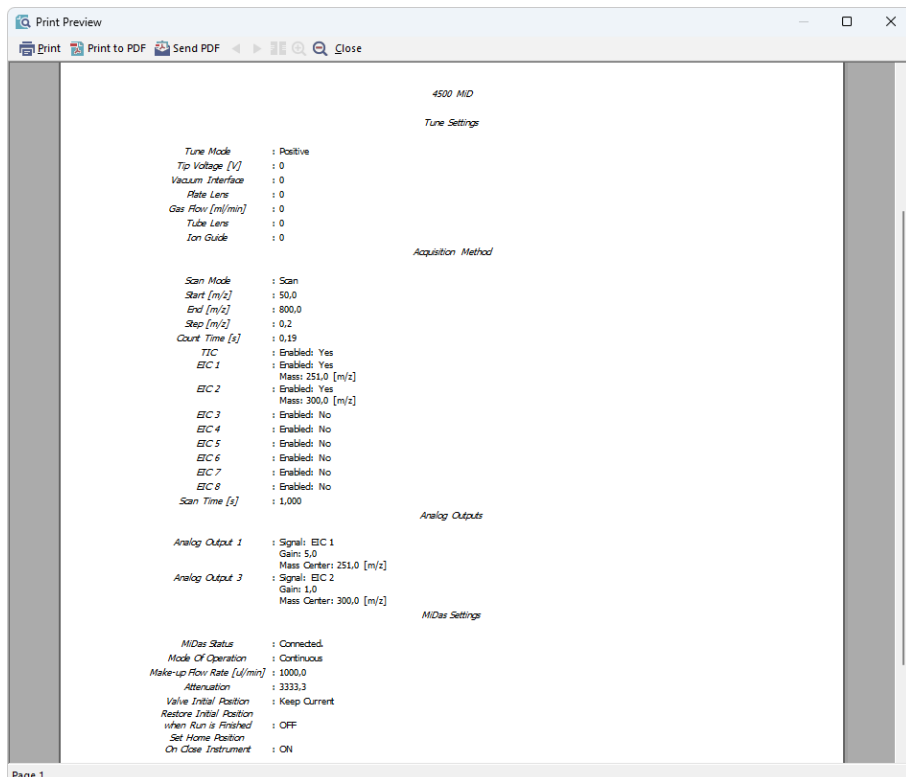 Print Preview
Print Print to PDF Send PDF Close
4500 MiD
Tune Settings
Tune Mode : Positive
Tip Voltage [V] : 0
Vacuum Interface : 0
Plate Lens : 0
Gas Flow [ml/min] : 0
Tube Lens : 0
Ion Guide : 0
Acquisition Method
Scan Mode : Scan
Start [m/z] : 50,0
End [m/z] : 800,0
Step [m/z] : 0,2
Count Time [s] : 0,19
TIC : Enabled: Yes
EIC 1 : Enabled: Yes
Mass: 251,0 [m/z]
EIC 2 : Enabled: Yes
Mass: 300,0 [m/z]
EIC 3 : Enabled: No
EIC 4 : Enabled: No
EIC 5 : Enabled: No
EIC 6 : Enabled: No
EIC 7 : Enabled: No
EIC 8 : Enabled: No
Scan Time [s] : 1,000
Analog Outputs
Analog Output 1 : Signal: EIC 1
Gain: 5,0
Mass Center: 251,0 [m/z]
Analog Output 3 : Signal: EIC 2
Gain: 1,0
Mass Center: 300,0 [m/z]
MiDas Settings
MiDas Status : Connected.
Mode Of Operation : Continuous
Make-up Flow Rate [ul/min] : 1000,0
Attenuation : 3333,3
Valve Initial Position : Keep Current
Restore Initial Position
when Run is Finished : OFF
Set Home Position
On Close Instrument : ON
Page 1